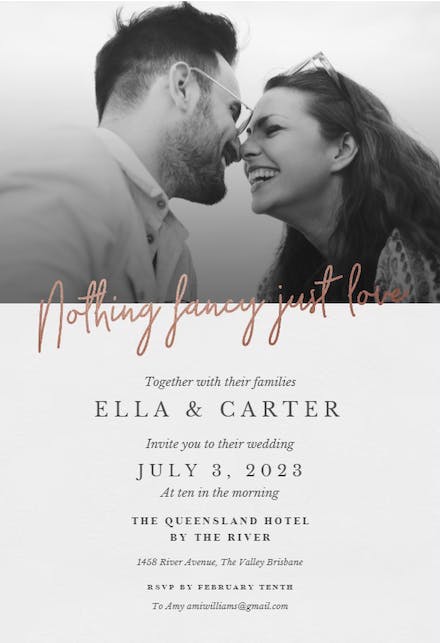 Nothing fancy just love
Together with their families
ELLA & CARTER
Invite you to their wedding
JULY 3, 2023
At ten in the morning
THE QUEENSLAND HOTEL
BY THE RIVER
1458 River Avenue, The Valley Brisbane
RSVP BY FEBRUARY TENTH
To Amy amiwilliams@gmail.com